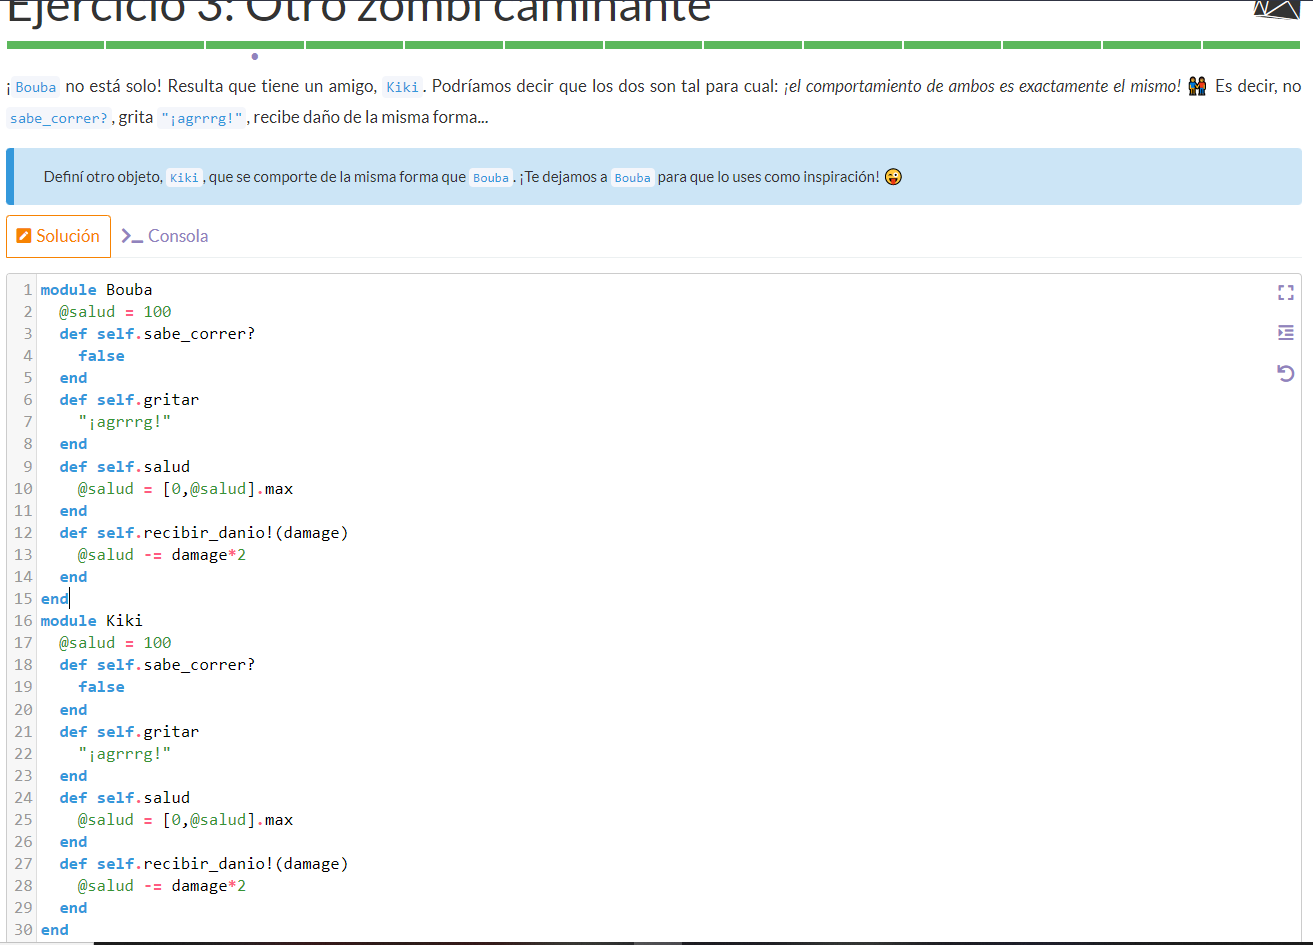 Ejercicio 3: Otro zombi caminante
¡Bouba no está solo! Resulta que tiene un amigo, Kiki. Podríamos decir que los dos son tal para cual: ¡el comportamiento de ambos es exactamente el mismo! 👬 Es decir, no
sabe_correr?, grita "¡agrrrg!", recibe daño de la misma forma...
Definí otro objeto, Kiki, que se comporte de la misma forma que Bouba. ¡Te dejamos a Bouba para que lo uses como inspiración! 😜
Solución Consola
1 module Bouba
2   @salud = 100
3   def self.sabe_correr?
4     false
5   end
6   def self.gritar
7     "¡agrrrg!"
8   end
9   def self.salud
10     @salud = [0,@salud].max
11   end
12   def self.recibir_danio!(damage)
13     @salud -= damage*2
14   end
15 end
16 module Kiki
17   @salud = 100
18   def self.sabe_correr?
19     false
20   end
21   def self.gritar
22     "¡agrrrg!"
23   end
24   def self.salud
25     @salud = [0,@salud].max
26   end
27   def self.recibir_danio!(damage)
28     @salud -= damage*2
29   end
30 end